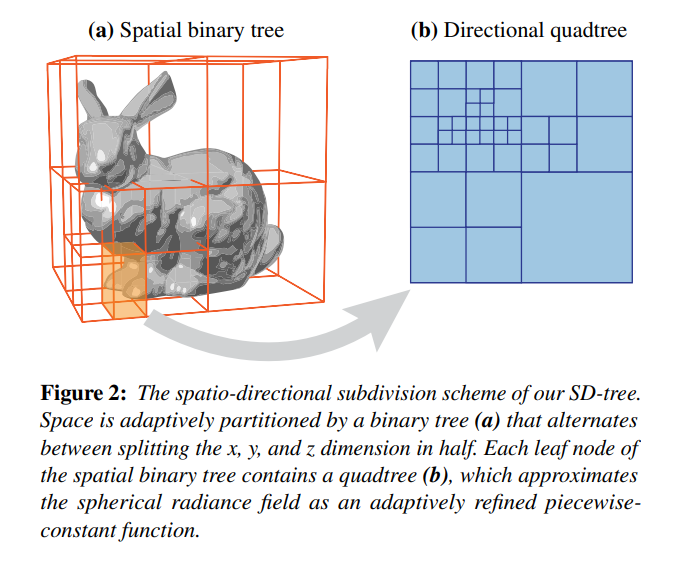 (a) Spatial binary tree
(b) Directional quadtree
Figure 2: The spatio-directional subdivision scheme of our SD-tree.
Space is adaptively partitioned by a binary tree (a) that alternates
between splitting the x, y, and z dimension in half. Each leaf node of
the spatial binary tree contains a quadtree (b), which approximates
the spherical radiance field as an adaptively refined piecewise-
constant function.